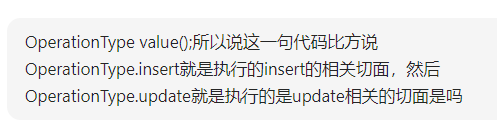 OperationType value();所以说这一句代码比方说
OperationType.insert就是执行的insert的相关切面，然后
OperationType.update就是执行的是update相关的切面是吗